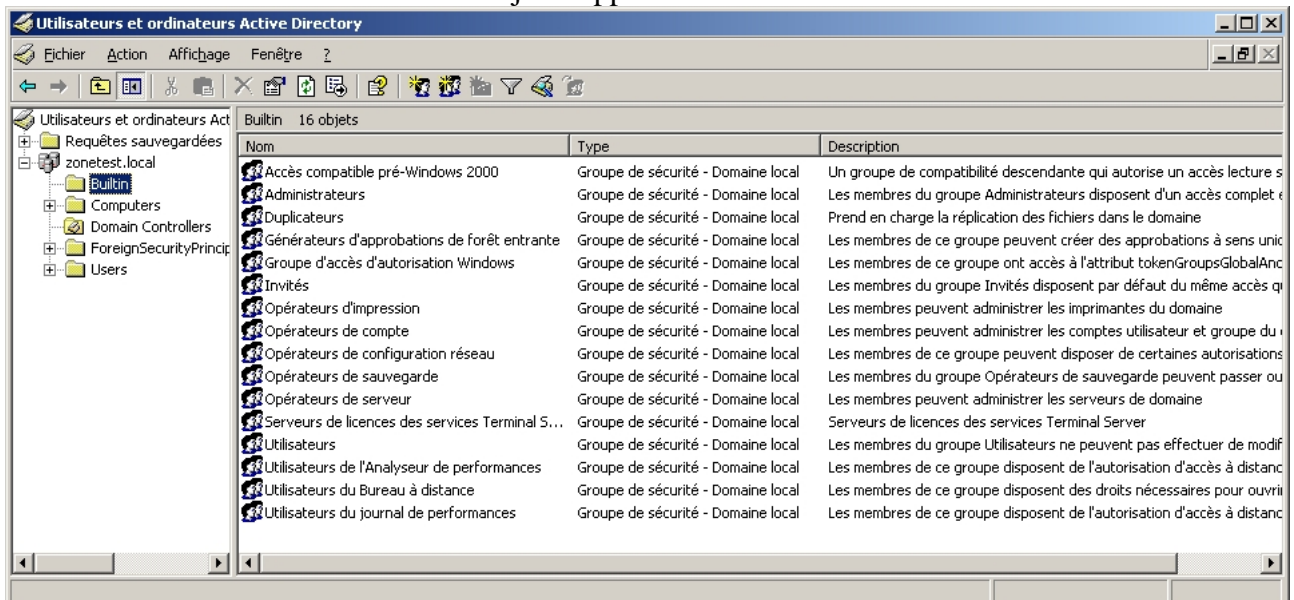 Utilisateurs et ordinateurs Active Directory
Fichier Action Affichage Fenêtre ?
Utilisateurs et ordinateurs Act
Requêtes sauvegardées
zonetest.local
Builtin
Computers
Domain Controllers
ForeignSecurityPrincip
Users
Builtin 16 objets
Nom Type Description
Accès compatible pré-Windows 2000 Groupe de sécurité - Domaine local Un groupe de compatibilité descendante qui autorise un accès lecture s
Administrateurs Groupe de sécurité - Domaine local Les membres du groupe Administrateurs disposent d'un accès complet e
Duplicateurs Groupe de sécurité - Domaine local Prend en charge la réplication des fichiers dans le domaine
Générateurs d'approbations de forêt entrante Groupe de sécurité - Domaine local Les membres de ce groupe peuvent créer des approbations à sens unic
Groupe d'accès d'autorisation Windows Groupe de sécurité - Domaine local Les membres de ce groupe ont accès à l'attribut tokenGroupsGlobalAnc
Invités Groupe de sécurité - Domaine local Les membres du groupe Invités disposent par défaut du même accès q
Opérateurs d'impression Groupe de sécurité - Domaine local Les membres peuvent administrer les imprimantes du domaine
Opérateurs de compte Groupe de sécurité - Domaine local Les membres peuvent administrer les comptes utilisateur et groupe du
Opérateurs de configuration réseau Groupe de sécurité - Domaine local Les membres de ce groupe peuvent disposer de certaines autorisations
Opérateurs de sauvegarde Groupe de sécurité - Domaine local Les membres du groupe Opérateurs de sauvegarde peuvent passer ou
Opérateurs de serveur Groupe de sécurité - Domaine local Les membres peuvent administrer les serveurs de domaine
Serveurs de licences des services Terminal S... Groupe de sécurité - Domaine local Serveurs de licences des services Terminal Server
Utilisateurs Groupe de sécurité - Domaine local Les membres du groupe Utilisateurs ne peuvent pas effectuer de modif
Utilisateurs de l'Analyseur de performances Groupe de sécurité - Domaine local Les membres de ce groupe disposent de l'autorisation d'accès à distanc
Utilisateurs du Bureau à distance Groupe de sécurité - Domaine local Les membres de ce groupe disposent des droits nécessaires pour ouvri
Utilisateurs du journal de performances Groupe de sécurité - Domaine local Les membres de ce groupe disposent de l'autorisation d'accès à distanc